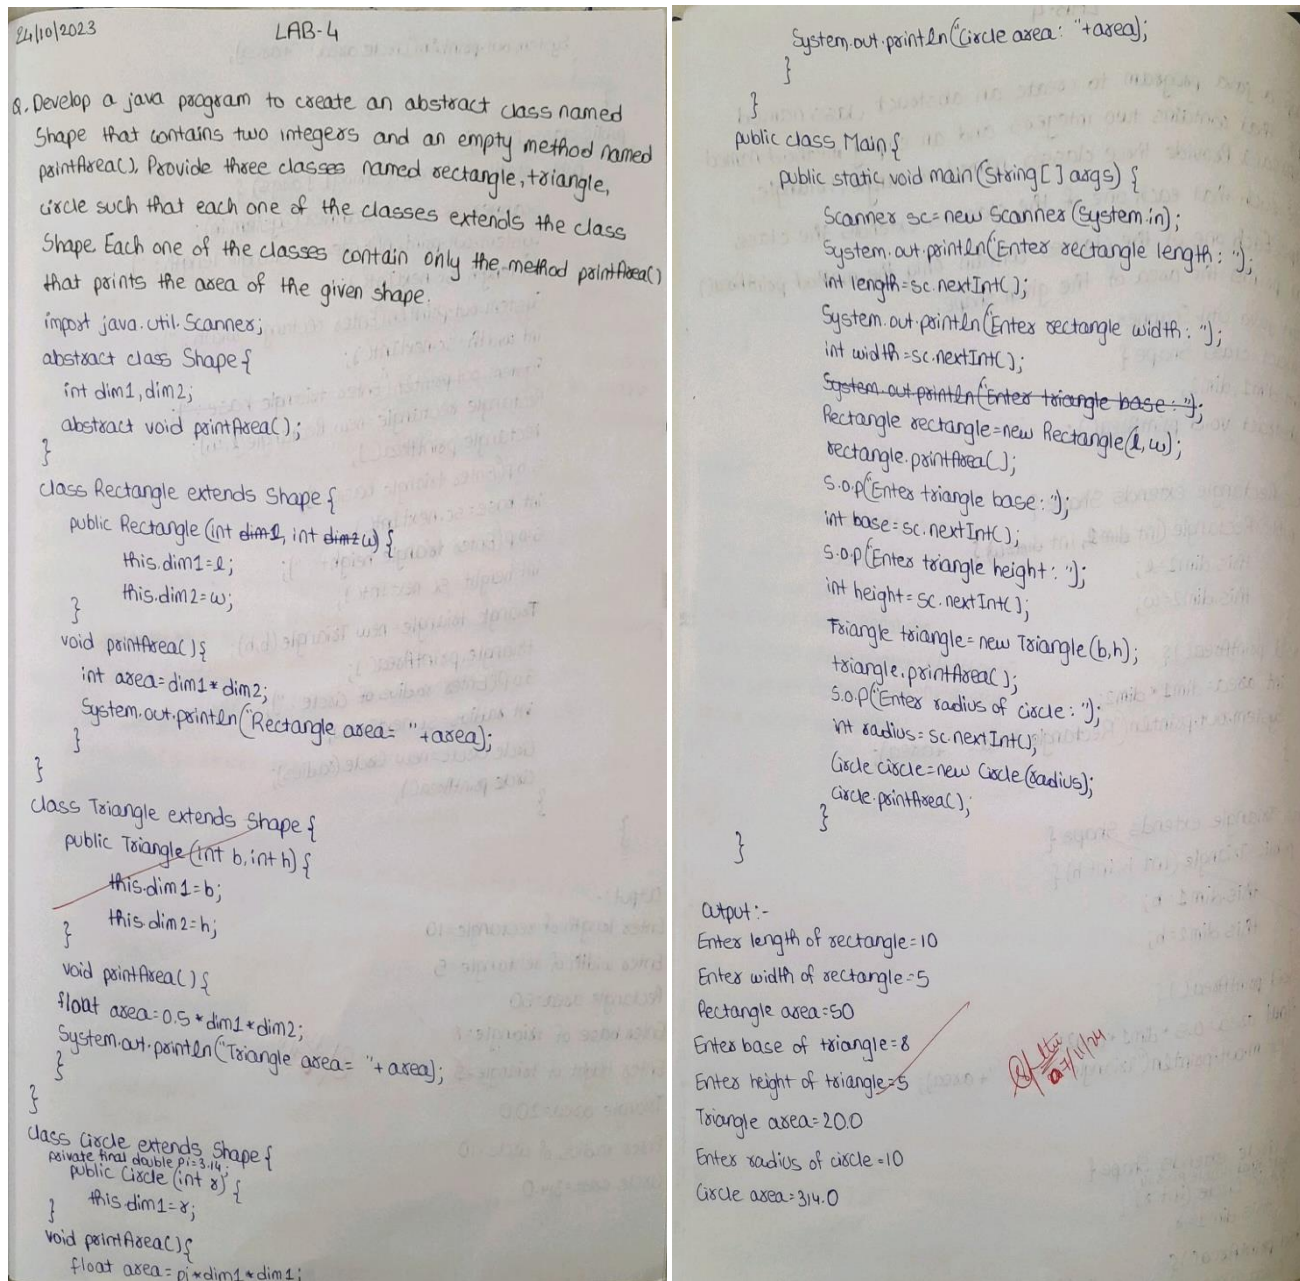 24/10/2023
LAB-4
Q. Develop a java program to create an abstract class named
Shape that contains two integers and an empty method named
printArea(). Provide three classes named rectangle, triangle,
circle such that each one of the classes extends the class
Shape. Each one of the classes contain only the method printArea()
that prints the area of the given shape.
import java.util.Scanner;
abstract class Shape {
int dim1, dim2;
abstract void printArea();
}
class Rectangle extends Shape {
public Rectangle (int dim1 l, int dim2 w) {
this.dim1=l;
this.dim2=w;
}
void printArea() {
int area=dim1*dim2;
System.out.println("Rectangle area= "+area);
}
}
class Triangle extends Shape {
public Triangle (int b, int h) {
this.dim1=b;
this.dim2=h;
}
void printArea() {
float area=0.5*dim1*dim2;
System.out.println("Triangle area= "+area);
}
}
class Circle extends Shape {
private final double pi=3.14;
public Circle (int r) {
this.dim1=r;
}
void printArea() {
float area=pi*dim1*dim1;
System.out.println("Circle area: "+area);
}
}
public class Main {
public static void main (String[] args) {
Scanner sc=new Scanner (System.in);
System.out.println("Enter rectangle length: ");
int length=sc.nextInt();
System.out.println("Enter rectangle width: ");
int width=sc.nextInt();
System.out.println("Enter triangle base: ");
Rectangle rectangle=new Rectangle(l,w);
rectangle.printArea();
S.o.p("Enter triangle base: ");
int base=sc.nextInt();
S.o.p("Enter triangle height: ");
int height=sc.nextInt();
Triangle triangle=new Triangle(b,h);
triangle.printArea();
S.o.p("Enter radius of circle: ");
int radius=sc.nextInt();
Circle circle=new Circle(radius);
circle.printArea();
}
}
Output:-
Enter length of rectangle=10
Enter width of rectangle=5
Rectangle area=50
Enter base of triangle=8
Enter height of triangle=5
Triangle area=20.0
Enter radius of circle=10
Circle area=314.0